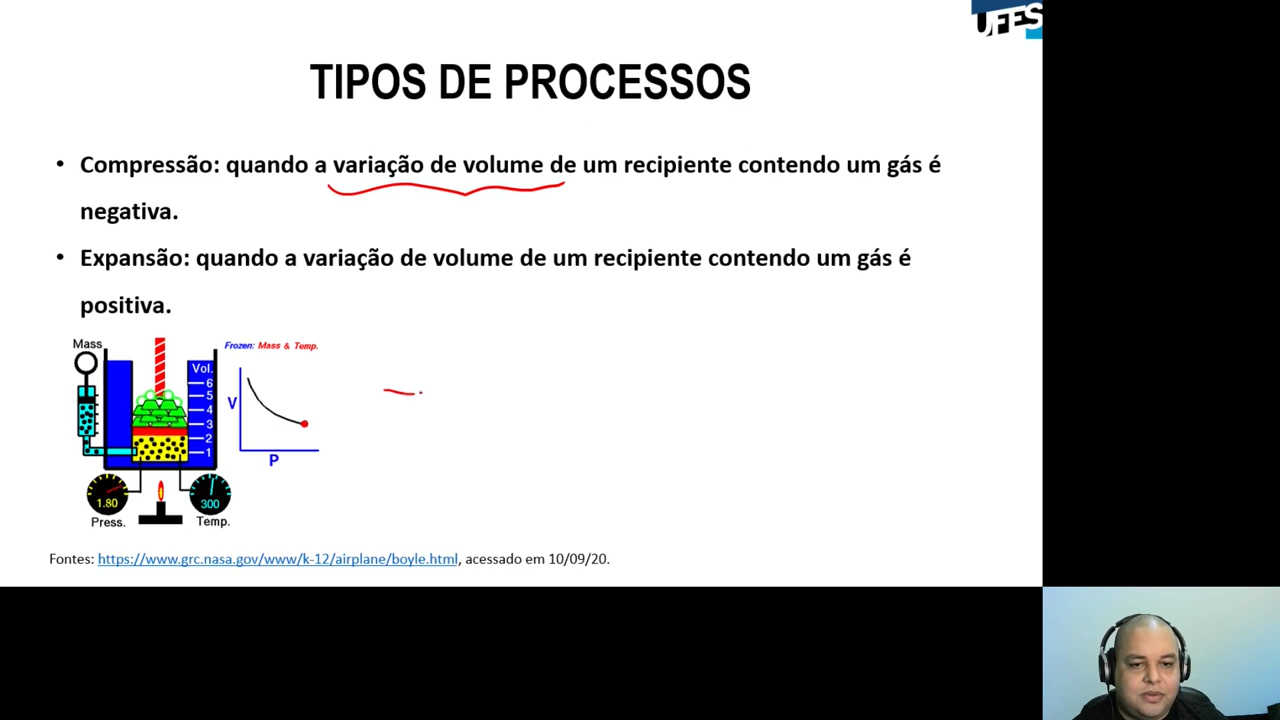 UFES
TIPOS DE PROCESSOS
• Compressão: quando a variação de volume de um recipiente contendo um gás é
negativa.
• Expansão: quando a variação de volume de um recipiente contendo um gás é
positiva.
Mass
Vol.
6
5
4
3
2
1
1.80
Press.
300
Temp.
Frozen: Mass & Temp.
V
P
Fontes: https://www.grc.nasa.gov/www/k-12/airplane/boyle.html, acessado em 10/09/20.